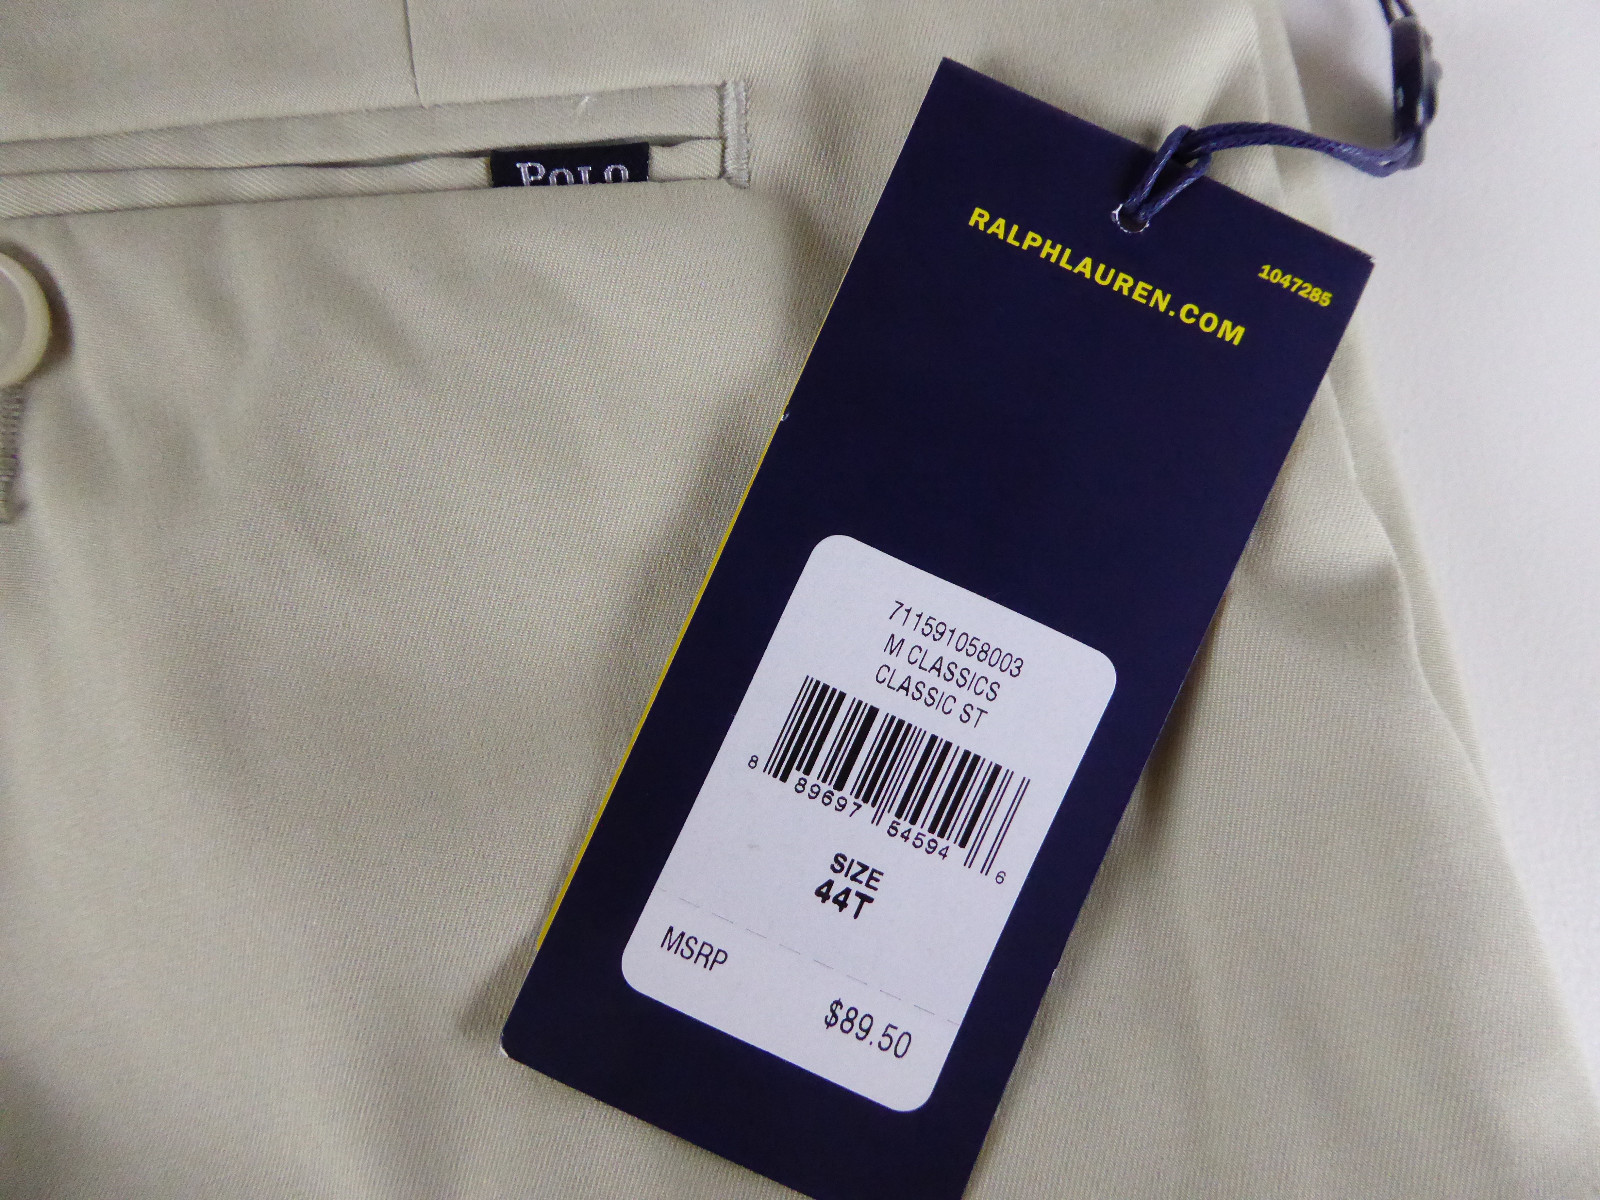 POLO
RALPHLAUREN.COM
1047285
711591058003
M CLASSICS
CLASSIC ST
8 89697 54594 6
SIZE
44T
MSRP
$89.50